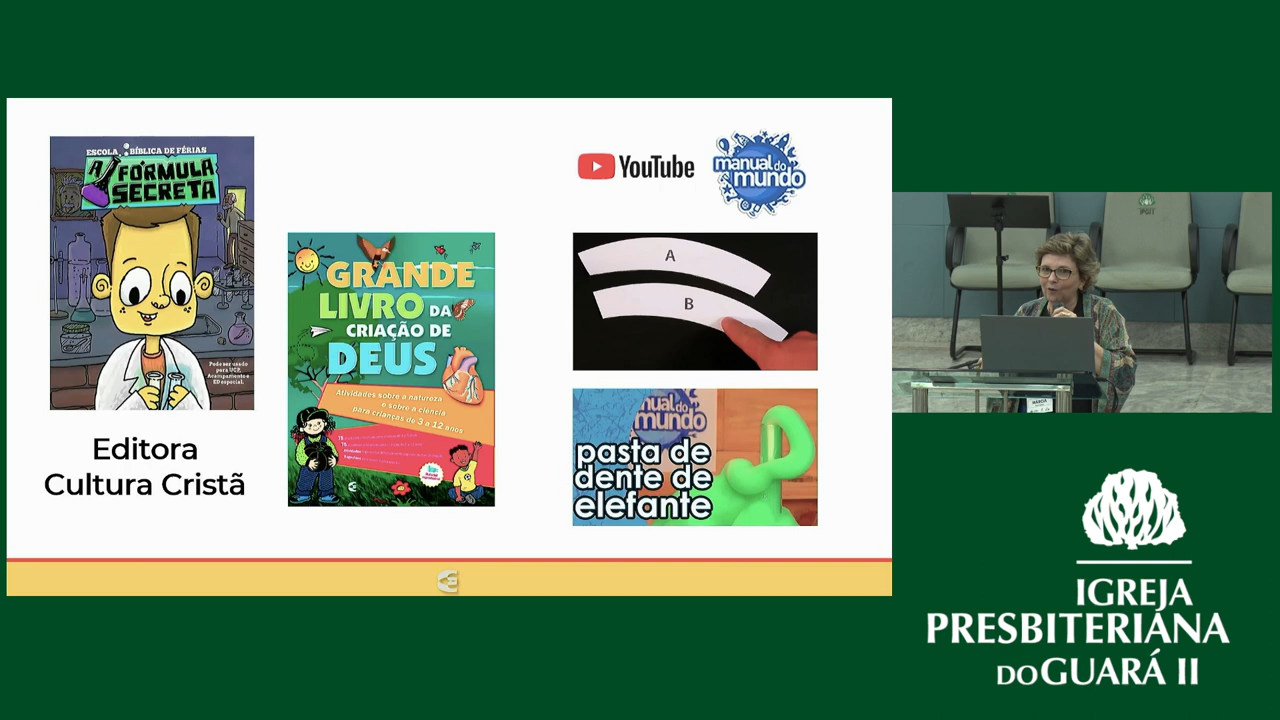 ESCOLA BÍBLICA DE FÉRIAS
A FÓRMULA
SECRETA
Pode ser usado
para UCP,
Acampamento e
ED especial.
Editora
Cultura Cristã
GRANDE
LIVRO DA
CRIAÇÃO DE
DEUS
Atividades sobre a natureza
e sobre a ciência
para crianças de 3 a 12 anos
YouTube
manual do
mundo
A
B
manual do
mundo
pasta de
dente de
elefante
IPGII
IGREJA
PRESBITERIANA
DO GUARÁ II